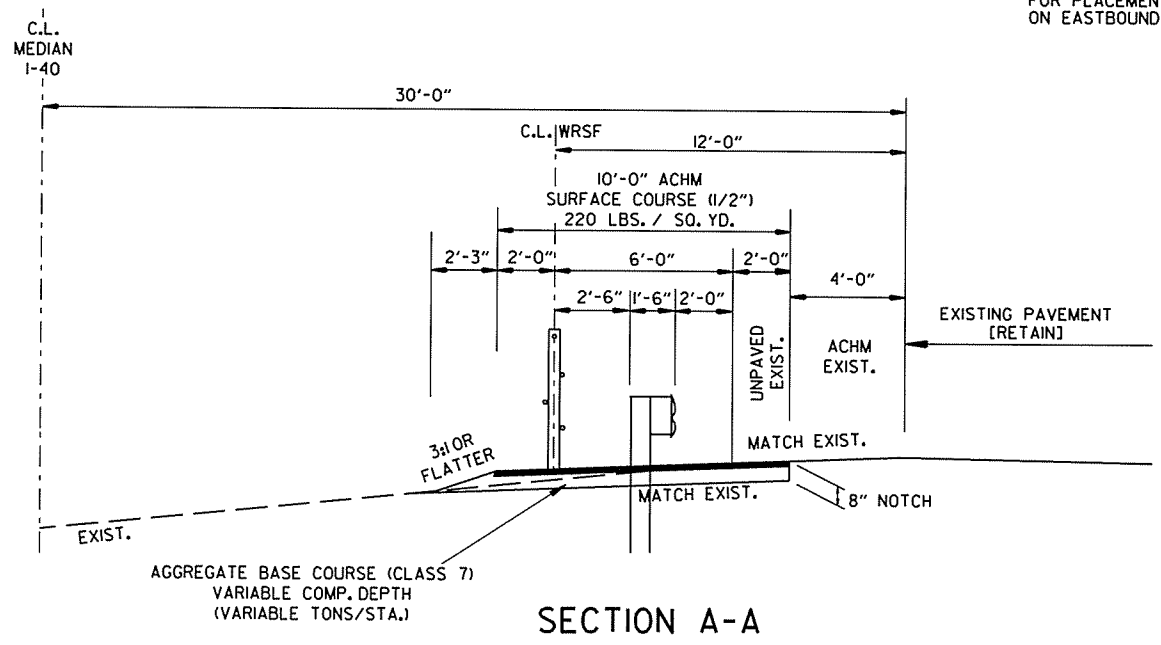 FOR PLACEMEN
ON EASTBOUND
C.L.
MEDIAN
I-40
30'-0"
C.L. WRSF
12'-0"
10'-0" ACHM
SURFACE COURSE (1/2")
220 LBS. / SQ. YD.
2'-3"
2'-0"
6'-0"
2'-0"
4'-0"
2'-6"
1'-6"
2'-0"
EXISTING PAVEMENT
[RETAIN]
UNPAVED
EXIST.
ACHM
EXIST.
3:1 OR
FLATTER
MATCH EXIST.
MATCH EXIST.
8" NOTCH
EXIST.
AGGREGATE BASE COURSE (CLASS 7)
VARIABLE COMP. DEPTH
(VARIABLE TONS/STA.)
SECTION A-A